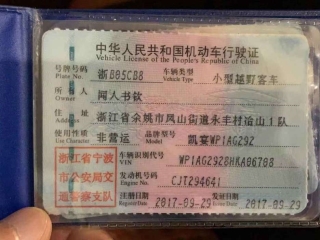 中华人民共和国机动车行驶证
Vehicle License of the People's Republic of China
号牌号码 浙B05CB8 车辆类型 小型越野客车
Plate No. Vehicle Type
所有人 闻人书钦
Owner
住址 浙江省余姚市凤山街道永丰村诒山1队
Address
使用性质 非营运 品牌型号 凯宴WP1AG292
Use Character Model
浙江省宁波市公安局交通警察支队
车辆识别代号 WP1AG2928HKA06708
VIN
发动机号码 CJT294641
Engine No.
注册日期 2017-09-29 发证日期 2017-09-29
Register Date Issue Date